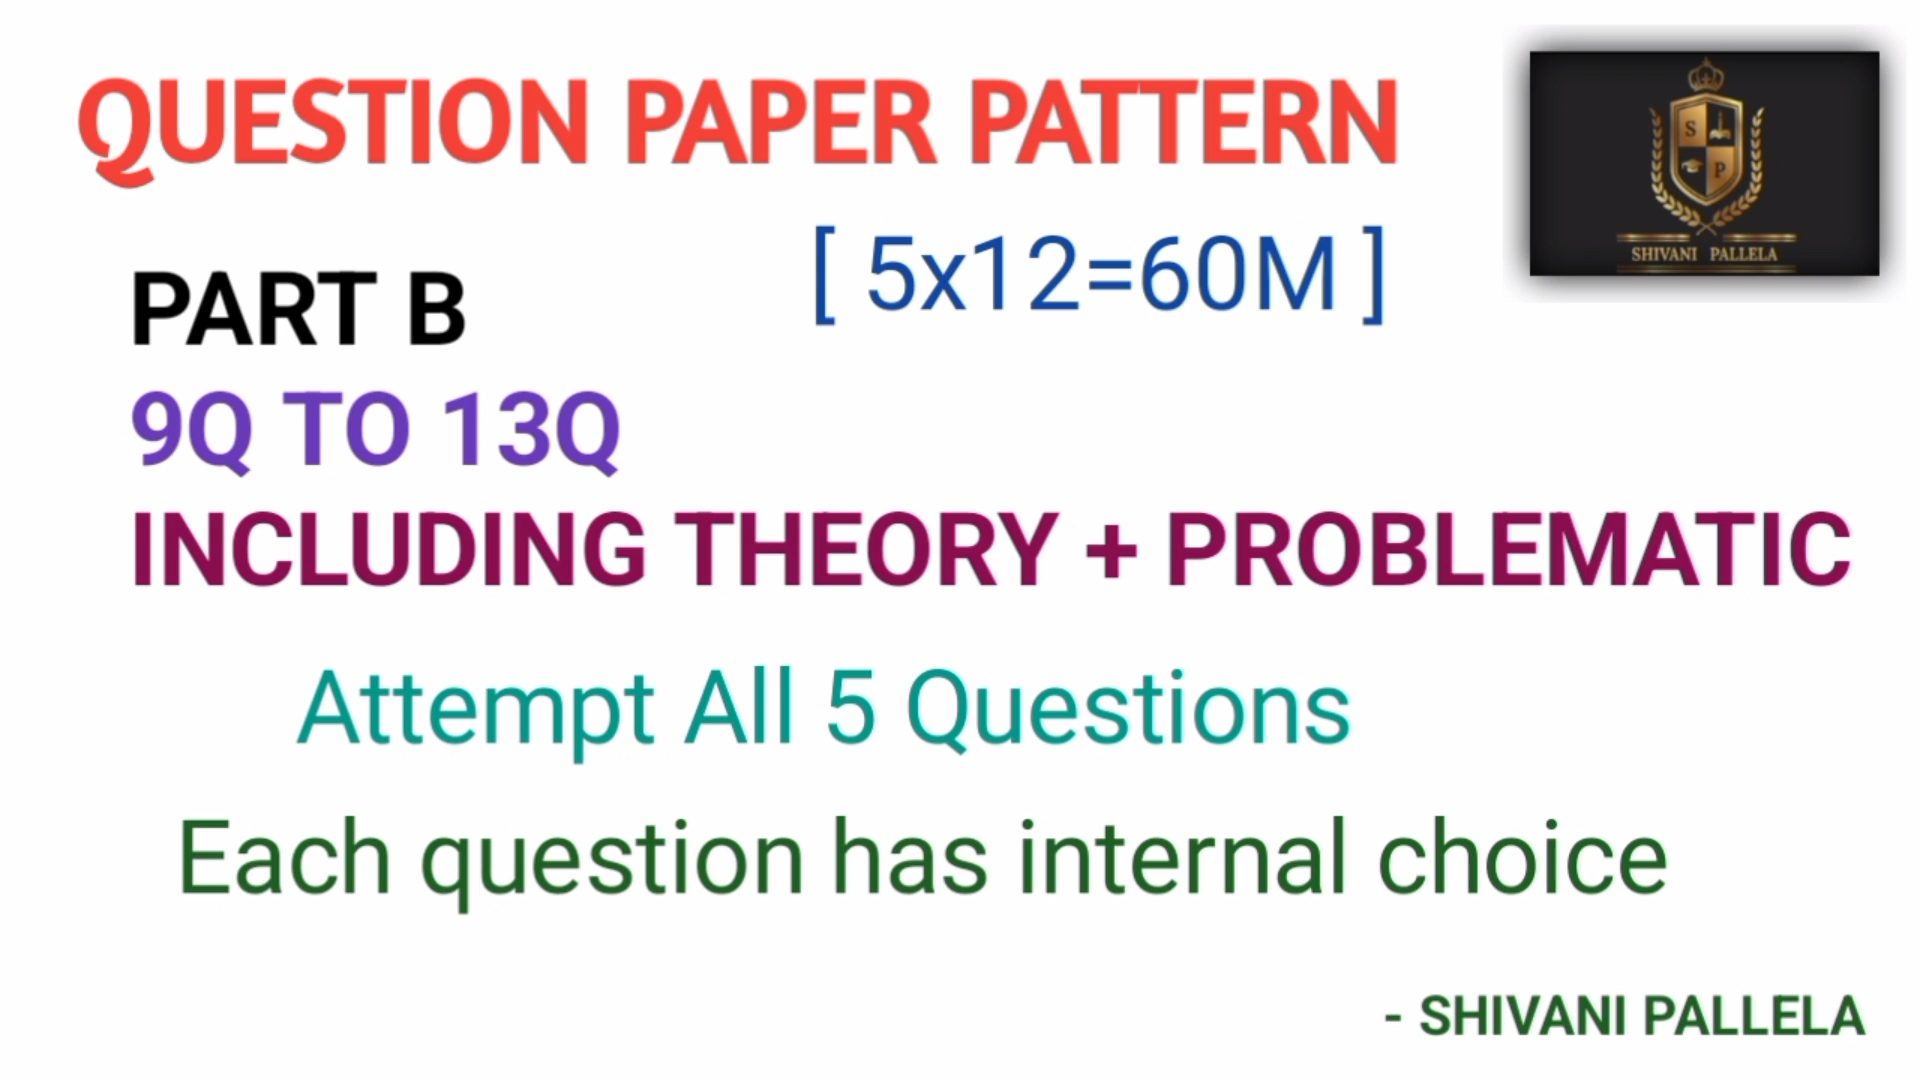 QUESTION PAPER PATTERN
S
P
SHIVANI PALLELA
[ 5x12=60M ]
PART B
9Q TO 13Q
INCLUDING THEORY + PROBLEMATIC
Attempt All 5 Questions
Each question has internal choice
- SHIVANI PALLELA